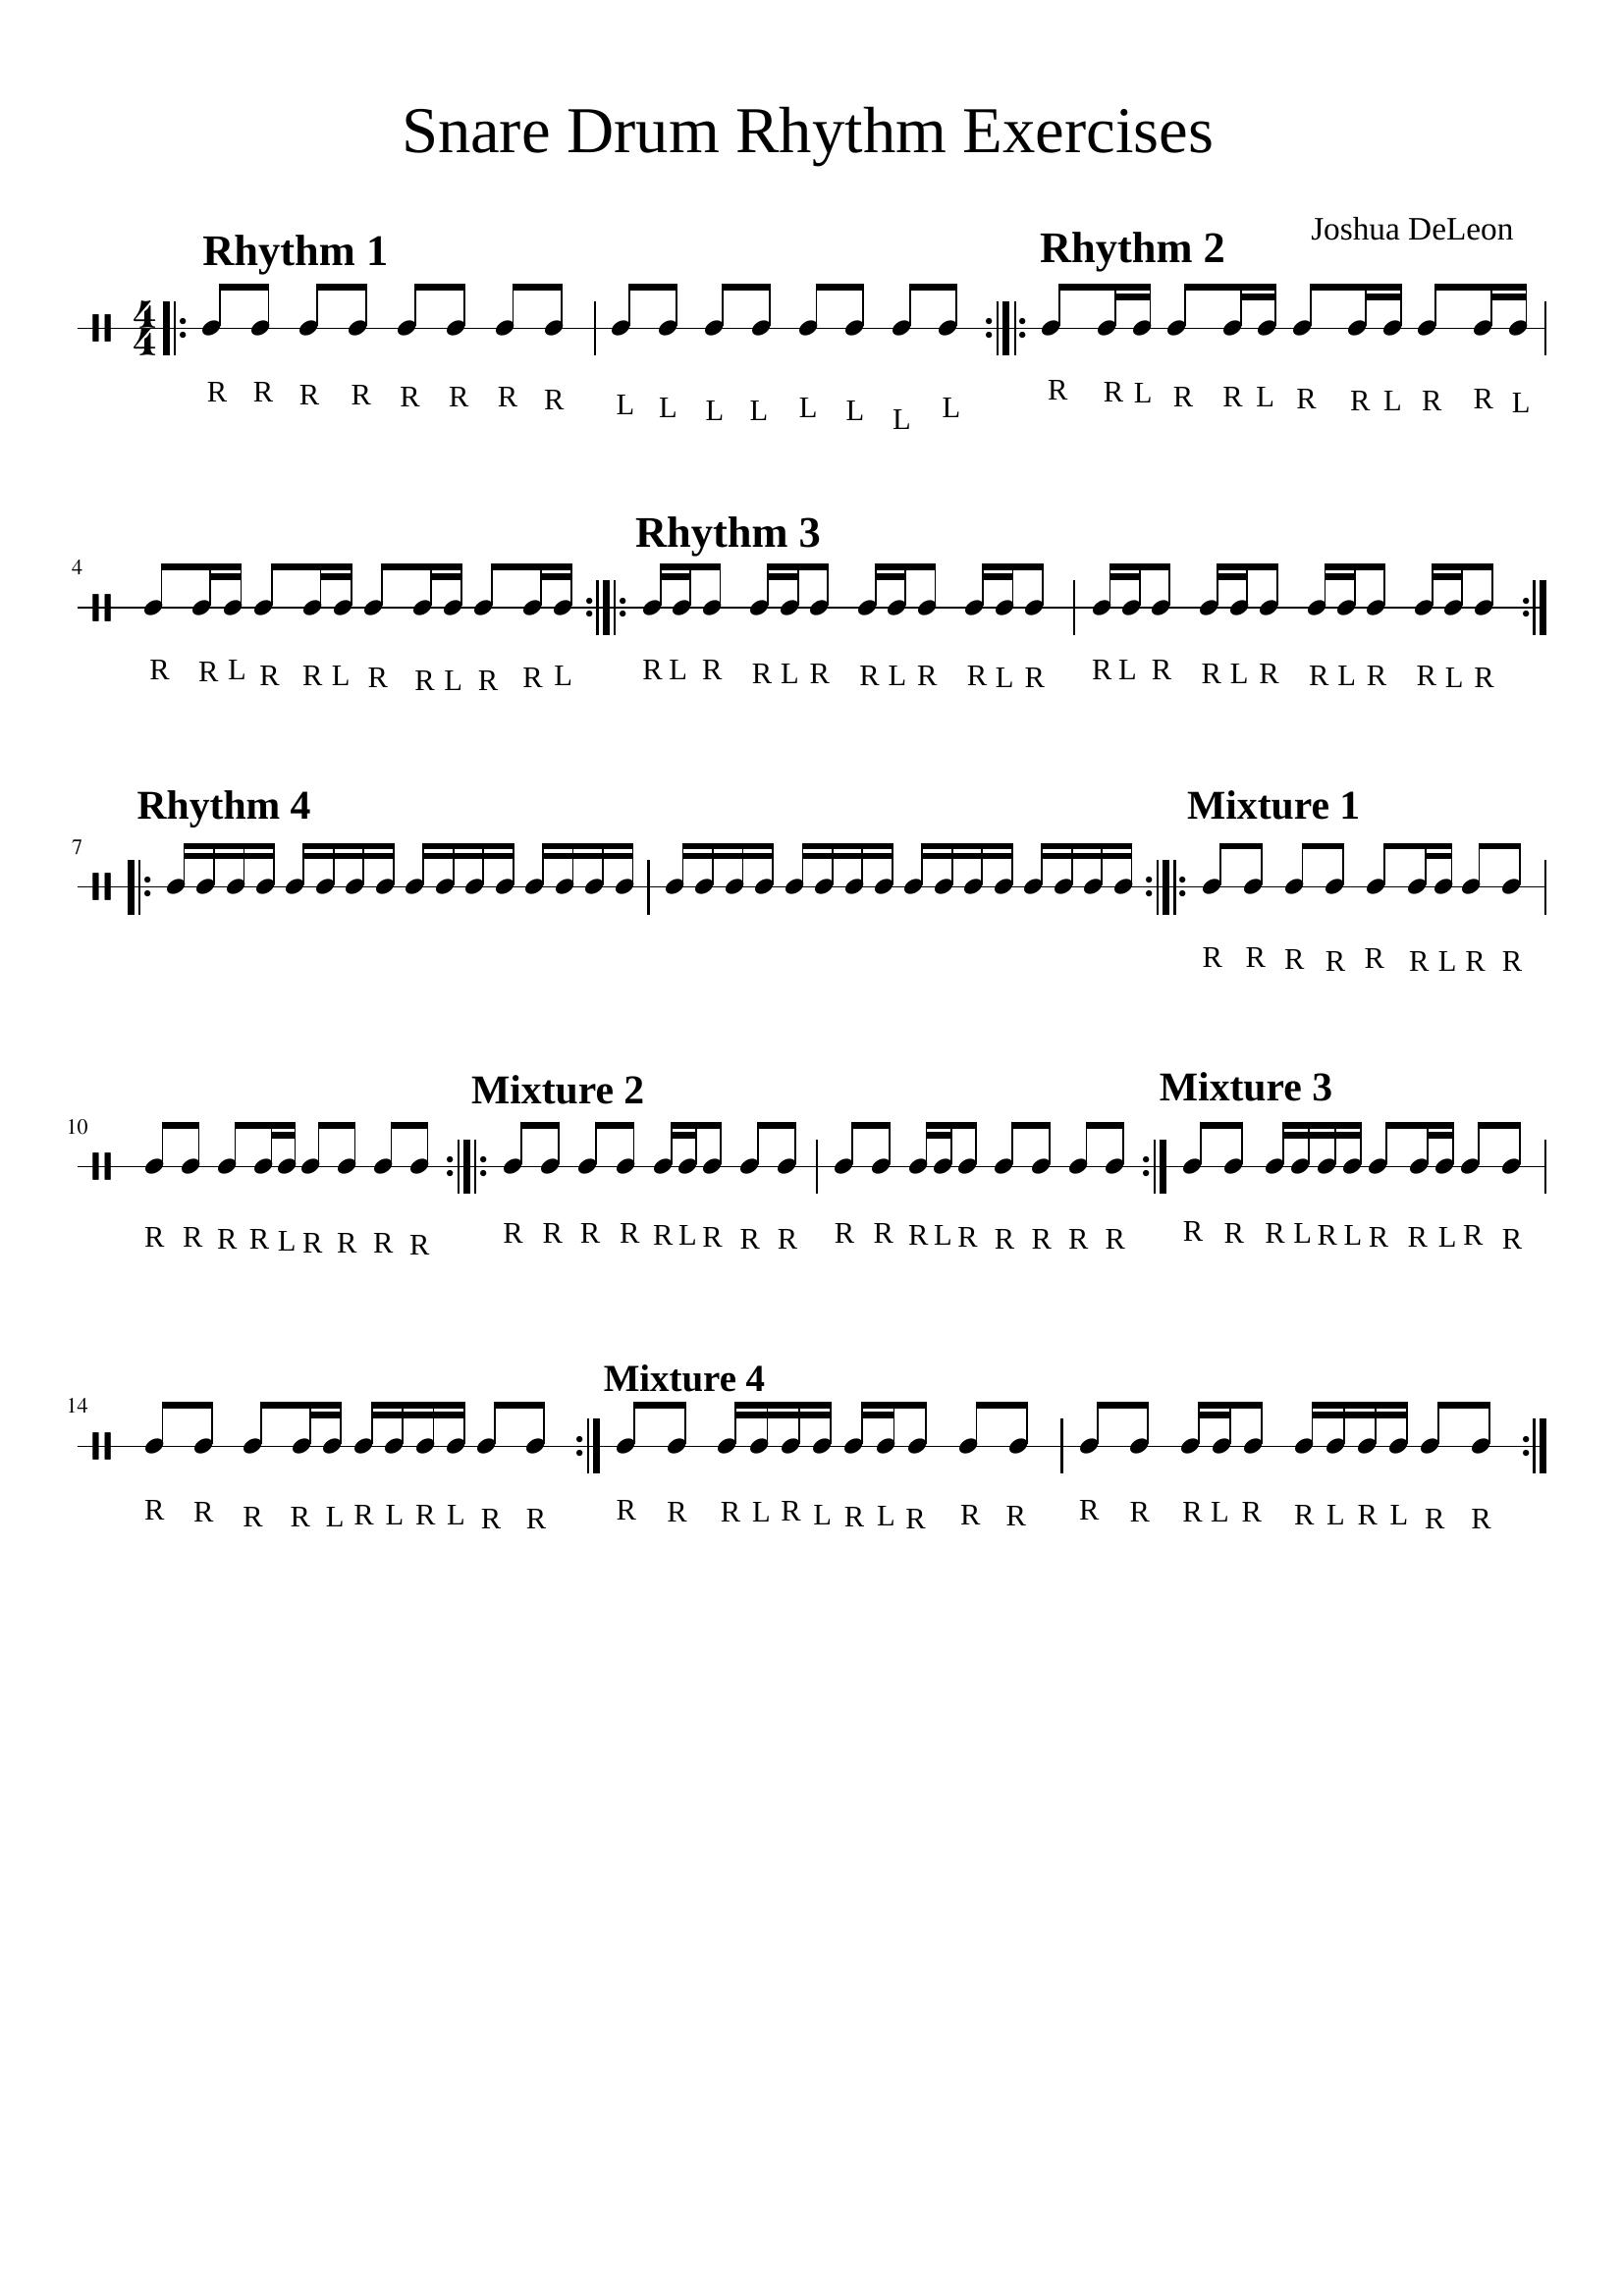 Snare Drum Rhythm Exercises
Joshua DeLeon
Rhythm 1 Rhythm 2
4
4
R R R R R R R R L L L L L L L L R R L R R L R R L R R L
Rhythm 3
4
R R L R R L R R L R R L R L R R L R R L R R L R R L R R L R R L R R L R
Rhythm 4 Mixture 1
7
R R R R R R L R R
Mixture 2 Mixture 3
10
R R R R L R R R R R R R R R L R R R R R R L R R R R R R R R L R L R R L R R
Mixture 4
14
R R R R L R L R L R R R R R L R L R L R R R R R R L R R L R L R R